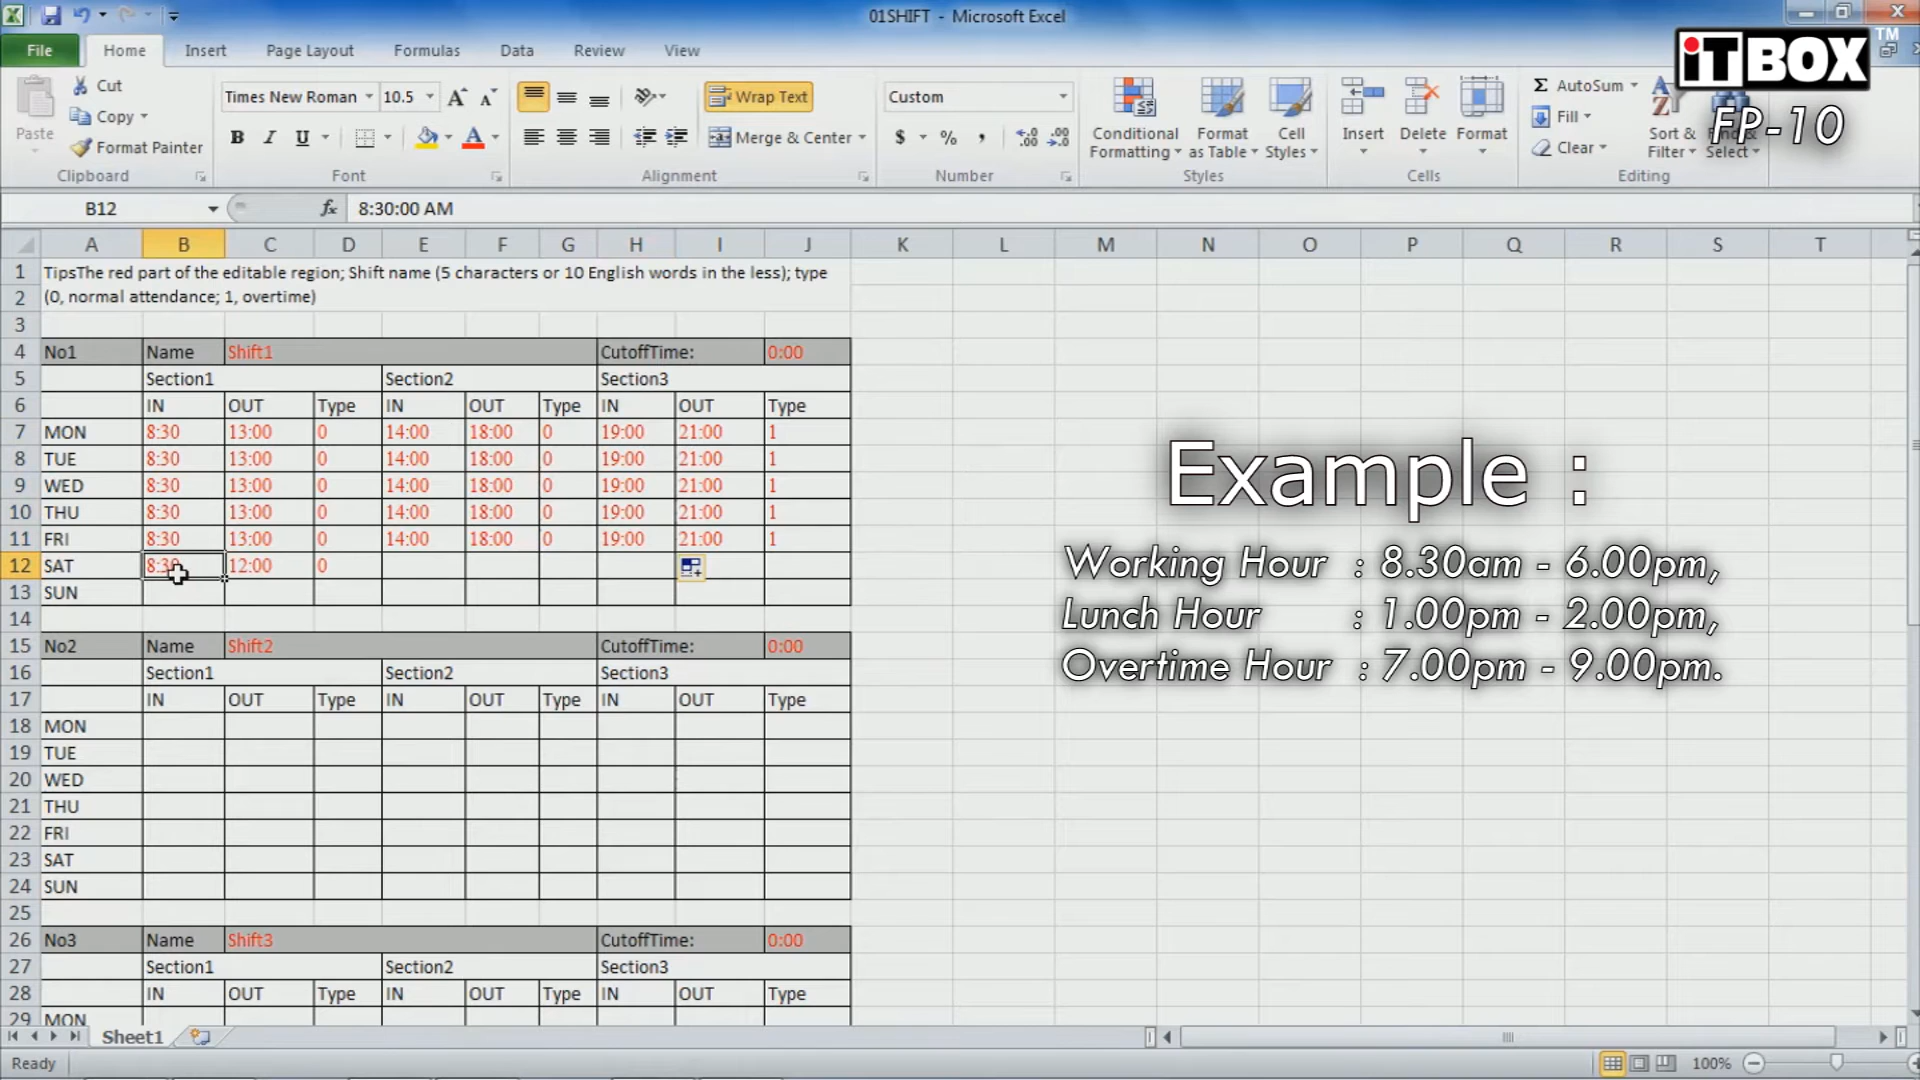 01SHIFT - Microsoft Excel
iTBOX TM
FP-10
File Home Insert Page Layout Formulas Data Review View
Paste
Cut
Copy
Format Painter
Clipboard
Times New Roman 10.5
B I U
Font
Wrap Text
Merge & Center
Alignment
Custom
$ % ,
Number
Conditional Formatting
Format as Table
Cell Styles
Styles
Insert Delete Format
Cells
Σ AutoSum
Fill
Clear
Sort & Filter
Select
Editing
B12 fx 8:30:00 AM
A B C D E F G H I J K L M N O P Q R S T
1 TipsThe red part of the editable region; Shift name (5 characters or 10 English words in the less); type
2 (0, normal attendance; 1, overtime)
3
4 No1 Name Shift1 CutoffTime: 0:00
5 Section1 Section2 Section3
6 IN OUT Type IN OUT Type IN OUT Type
7 MON 8:30 13:00 0 14:00 18:00 0 19:00 21:00 1
8 TUE 8:30 13:00 0 14:00 18:00 0 19:00 21:00 1
9 WED 8:30 13:00 0 14:00 18:00 0 19:00 21:00 1
10 THU 8:30 13:00 0 14:00 18:00 0 19:00 21:00 1
11 FRI 8:30 13:00 0 14:00 18:00 0 19:00 21:00 1
12 SAT 8:30 12:00 0
13 SUN
14
15 No2 Name Shift2 CutoffTime: 0:00
16 Section1 Section2 Section3
17 IN OUT Type IN OUT Type IN OUT Type
18 MON
19 TUE
20 WED
21 THU
22 FRI
23 SAT
24 SUN
25
26 No3 Name Shift3 CutoffTime: 0:00
27 Section1 Section2 Section3
28 IN OUT Type IN OUT Type IN OUT Type
29 MON
Example :
Working Hour : 8.30am - 6.00pm,
Lunch Hour : 1.00pm - 2.00pm,
Overtime Hour : 7.00pm - 9.00pm.
Sheet1
Ready
100%